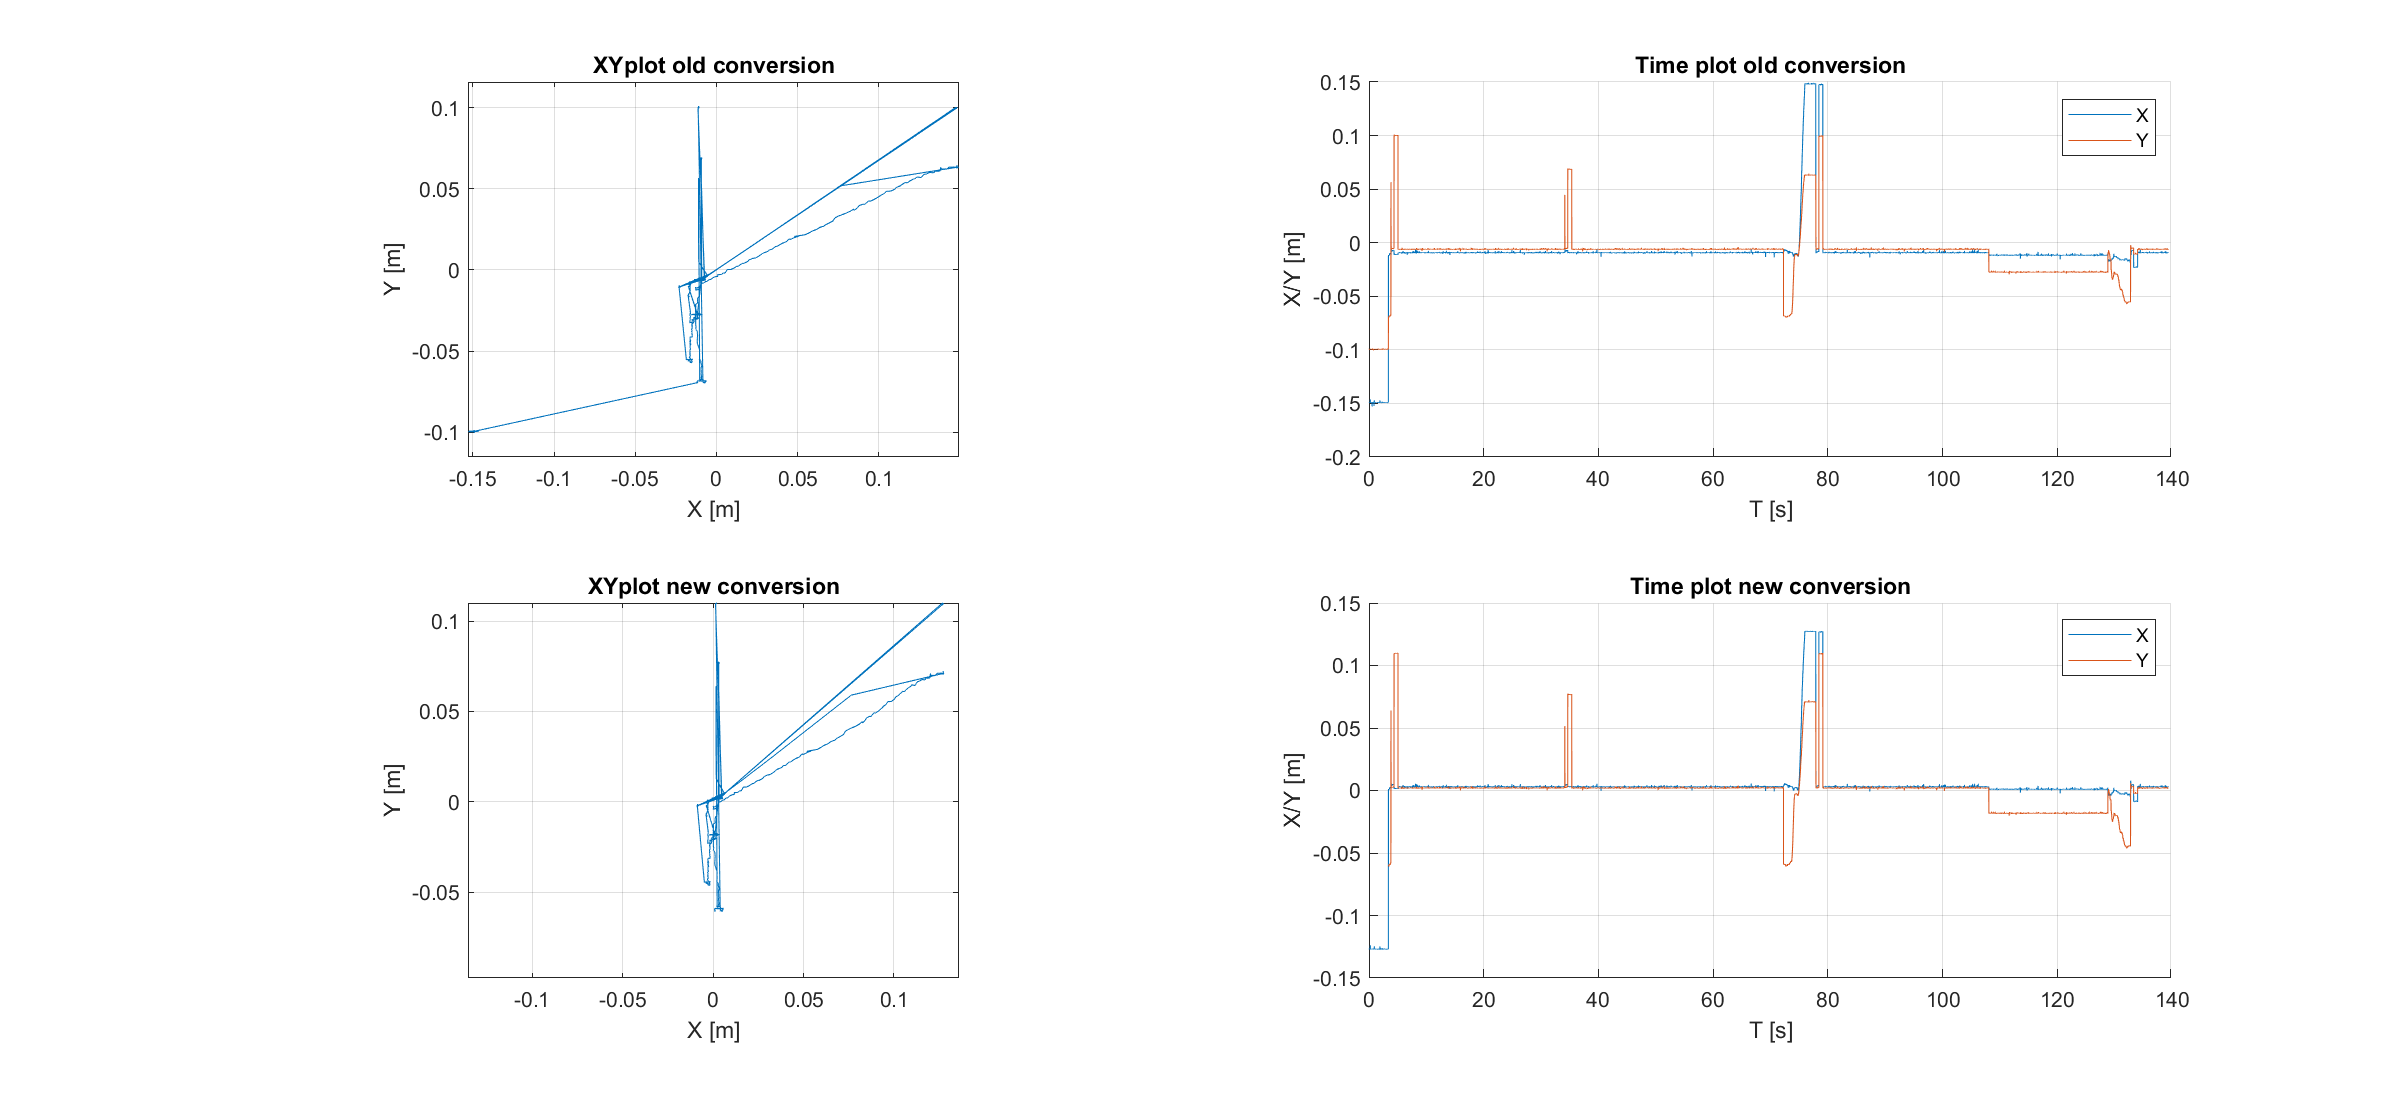 XYplot old conversion
0.1
0.05
0
-0.05
-0.1
Y [m]
-0.15 -0.1 -0.05 0 0.05 0.1
X [m]
Time plot old conversion
0.15
0.1
0.05
0
-0.05
-0.1
-0.15
-0.2
X/Y [m]
X
Y
0 20 40 60 80 100 120 140
T [s]
XYplot new conversion
0.1
0.05
0
-0.05
Y [m]
-0.1 -0.05 0 0.05 0.1
X [m]
Time plot new conversion
0.15
0.1
0.05
0
-0.05
-0.1
-0.15
X/Y [m]
X
Y
0 20 40 60 80 100 120 140
T [s]